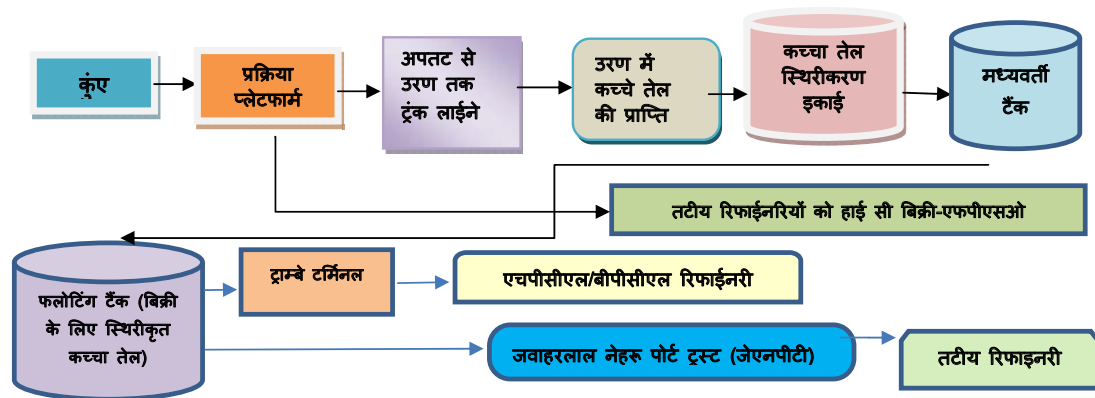 कुंए
प्रक्रिया
प्लेटफार्म
अपतट से
उरण तक
ट्रंक लाईने
उरण में
कच्चे तेल
की प्राप्ति
कच्चा तेल
स्थिरीकरण
इकाई
मध्यवर्ती
टैंक
तटीय रिफाईनरियों को हाई सी बिक्री-एफपीएसओ
फ्लोटिंग टैंक (बिक्री
के लिए स्थिरीकृत
कच्चा तेल)
ट्राम्बे टर्मिनल
एचपीसीएल/बीपीसीएल रिफाईनरी
जवाहरलाल नेहरू पोर्ट ट्रस्ट (जेएनपीटी)
तटीय रिफाइनरी